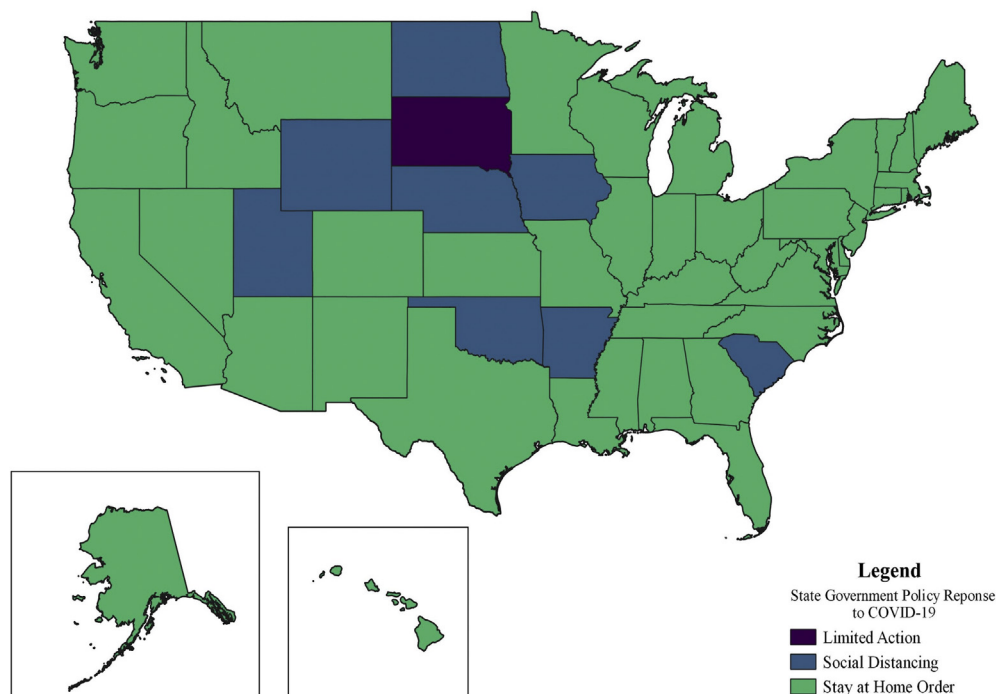 Legend
State Government Policy Reponse
to COVID-19
Limited Action
Social Distancing
Stay at Home Order